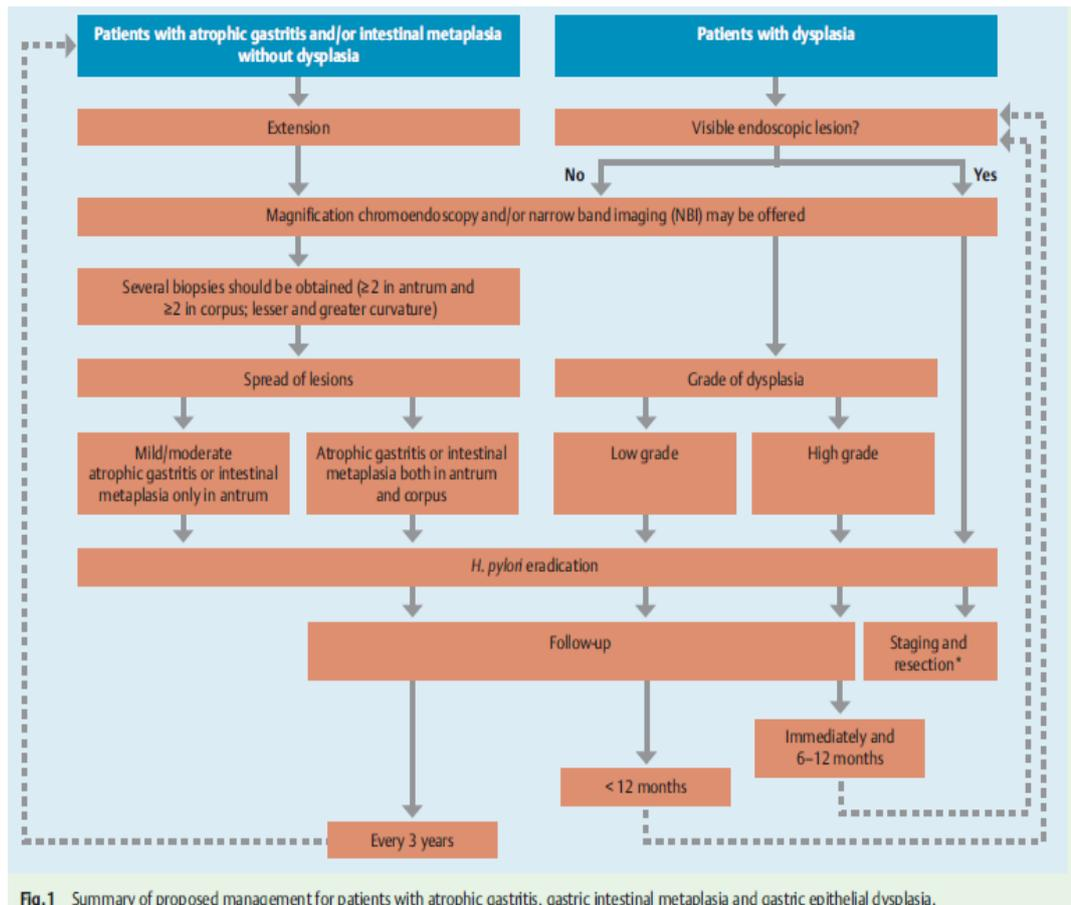 Patients with atrophic gastritis and/or intestinal metaplasia
without dysplasia
Patients with dysplasia
Extension
Visible endoscopic lesion?
No
Yes
Magnification chromoendoscopy and/or narrow band imaging (NBI) may be offered
Several biopsies should be obtained (≥2 in antrum and
≥2 in corpus; lesser and greater curvature)
Spread of lesions
Grade of dysplasia
Mild/moderate
atrophic gastritis or intestinal
metaplasia only in antrum
Atrophic gastritis or intestinal
metaplasia both in antrum
and corpus
Low grade
High grade
H. pylori eradication
Follow-up
Staging and
resection*
Immediately and
6–12 months
< 12 months
Every 3 years
Fig. 1 Summary of proposed management for patients with atrophic gastritis, gastric intestinal metaplasia and gastric epithelial dysplasia.